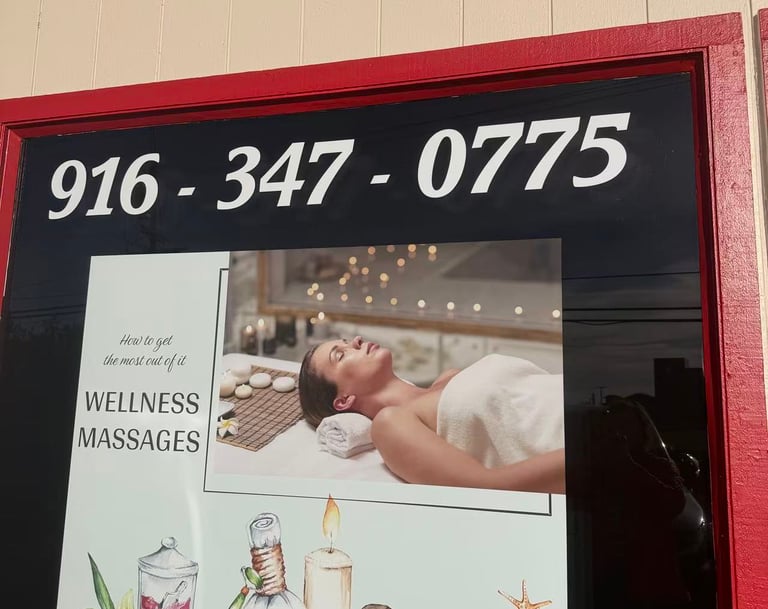 916 - 347 - 0775
How to get
the most out of it
WELLNESS
MASSAGES